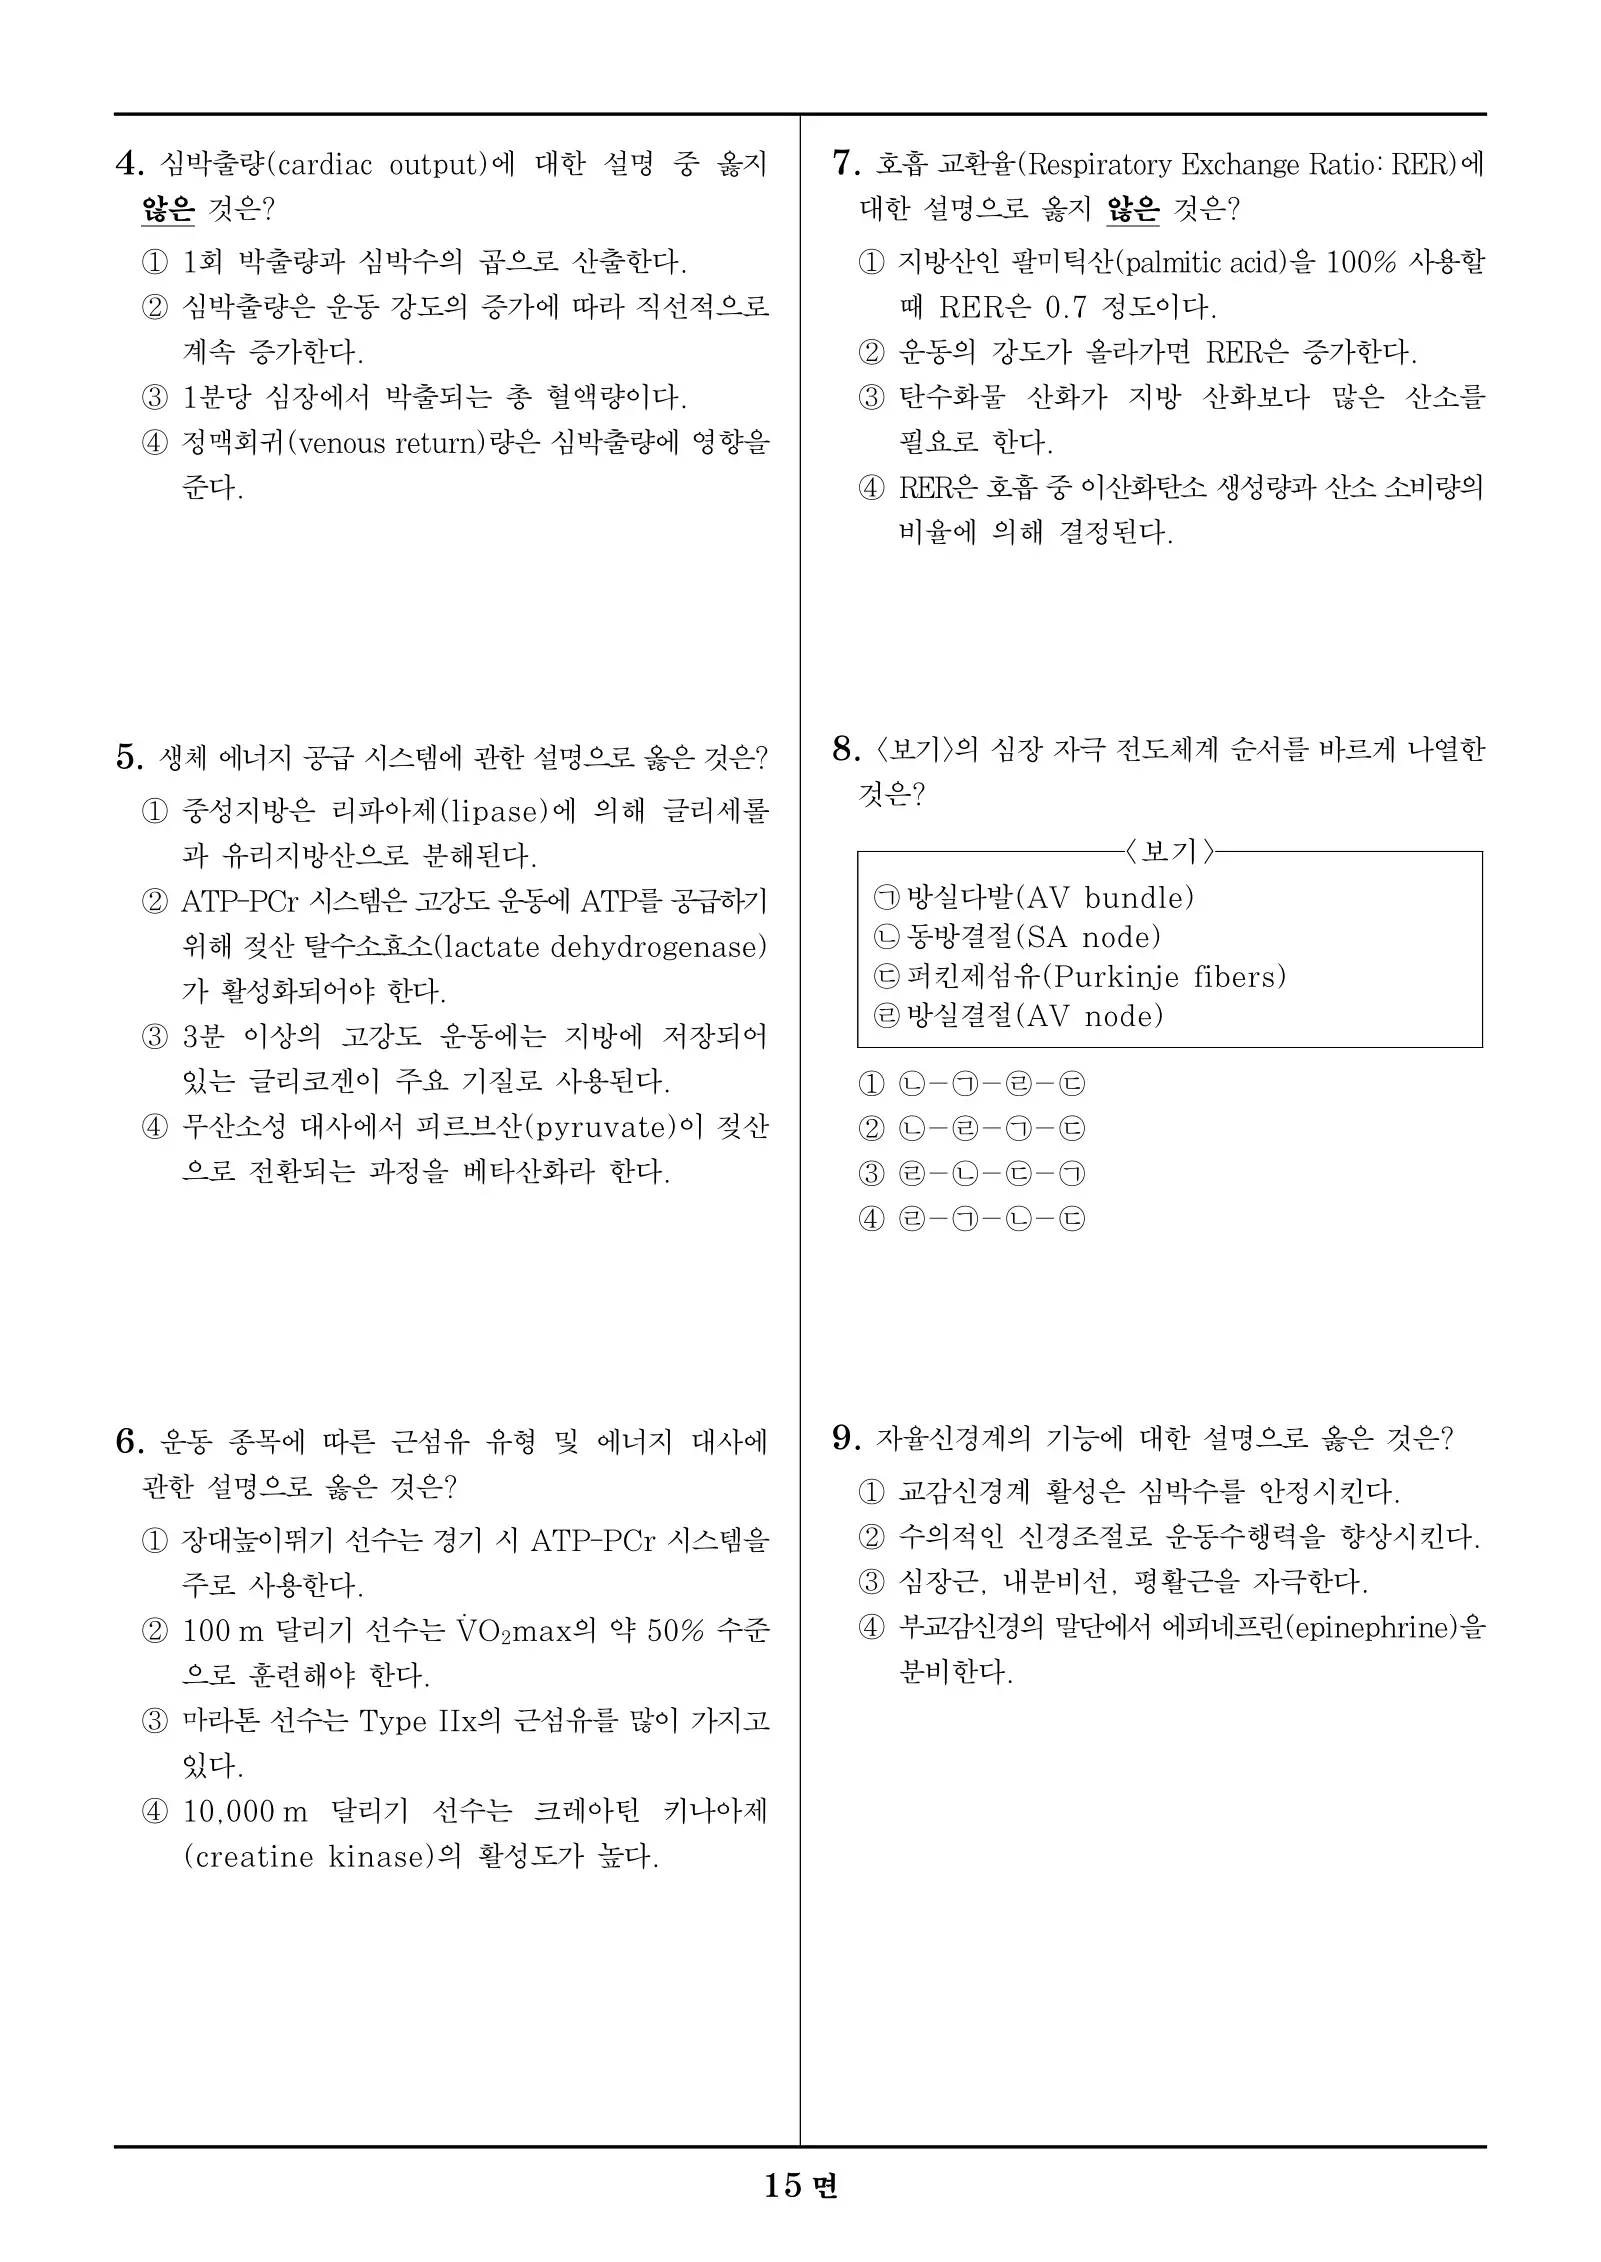 4. 심박출량(cardiac output)에 대한 설명 중 옳지
않은 것은?
① 1회 박출량과 심박수의 곱으로 산출한다.
② 심박출량은 운동 강도의 증가에 따라 직선적으로
계속 증가한다.
③ 1분당 심장에서 박출되는 총 혈액량이다.
④ 정맥회귀(venous return)량은 심박출량에 영향을
준다.
5. 생체 에너지 공급 시스템에 관한 설명으로 옳은 것은?
① 중성지방은 리파아제(lipase)에 의해 글리세롤
과 유리지방산으로 분해된다.
② ATP-PCr 시스템은 고강도 운동에 ATP를 공급하기
위해 젖산 탈수소효소(lactate dehydrogenase)
가 활성화되어야 한다.
③ 3분 이상의 고강도 운동에는 지방에 저장되어
있는 글리코겐이 주요 기질로 사용된다.
④ 무산소성 대사에서 피르브산(pyruvate)이 젖산
으로 전환되는 과정을 베타산화라 한다.
6. 운동 종목에 따른 근섬유 유형 및 에너지 대사에
관한 설명으로 옳은 것은?
① 장대높이뛰기 선수는 경기 시 ATP-PCr 시스템을
주로 사용한다.
② 100 m 달리기 선수는 V̇O₂max의 약 50% 수준
으로 훈련해야 한다.
③ 마라톤 선수는 Type IIx의 근섬유를 많이 가지고
있다.
④ 10,000 m 달리기 선수는 크레아틴 키나아제
(creatine kinase)의 활성도가 높다.
7. 호흡 교환율(Respiratory Exchange Ratio: RER)에
대한 설명으로 옳지 않은 것은?
① 지방산인 팔미틱산(palmitic acid)을 100% 사용할
때 RER은 0.7 정도이다.
② 운동의 강도가 올라가면 RER은 증가한다.
③ 탄수화물 산화가 지방 산화보다 많은 산소를
필요로 한다.
④ RER은 호흡 중 이산화탄소 생성량과 산소 소비량의
비율에 의해 결정된다.
8. 〈보기〉의 심장 자극 전도체계 순서를 바르게 나열한
것은?
〈보기〉
㉠ 방실다발(AV bundle)
㉡ 동방결절(SA node)
㉢ 퍼킨제섬유(Purkinje fibers)
㉣ 방실결절(AV node)
① ㉡-㉠-㉣-㉢
② ㉡-㉣-㉠-㉢
③ ㉣-㉡-㉢-㉠
④ ㉣-㉠-㉡-㉢
9. 자율신경계의 기능에 대한 설명으로 옳은 것은?
① 교감신경계 활성은 심박수를 안정시킨다.
② 수의적인 신경조절로 운동수행력을 향상시킨다.
③ 심장근, 내분비선, 평활근을 자극한다.
④ 부교감신경의 말단에서 에피네프린(epinephrine)을
분비한다.
15 면